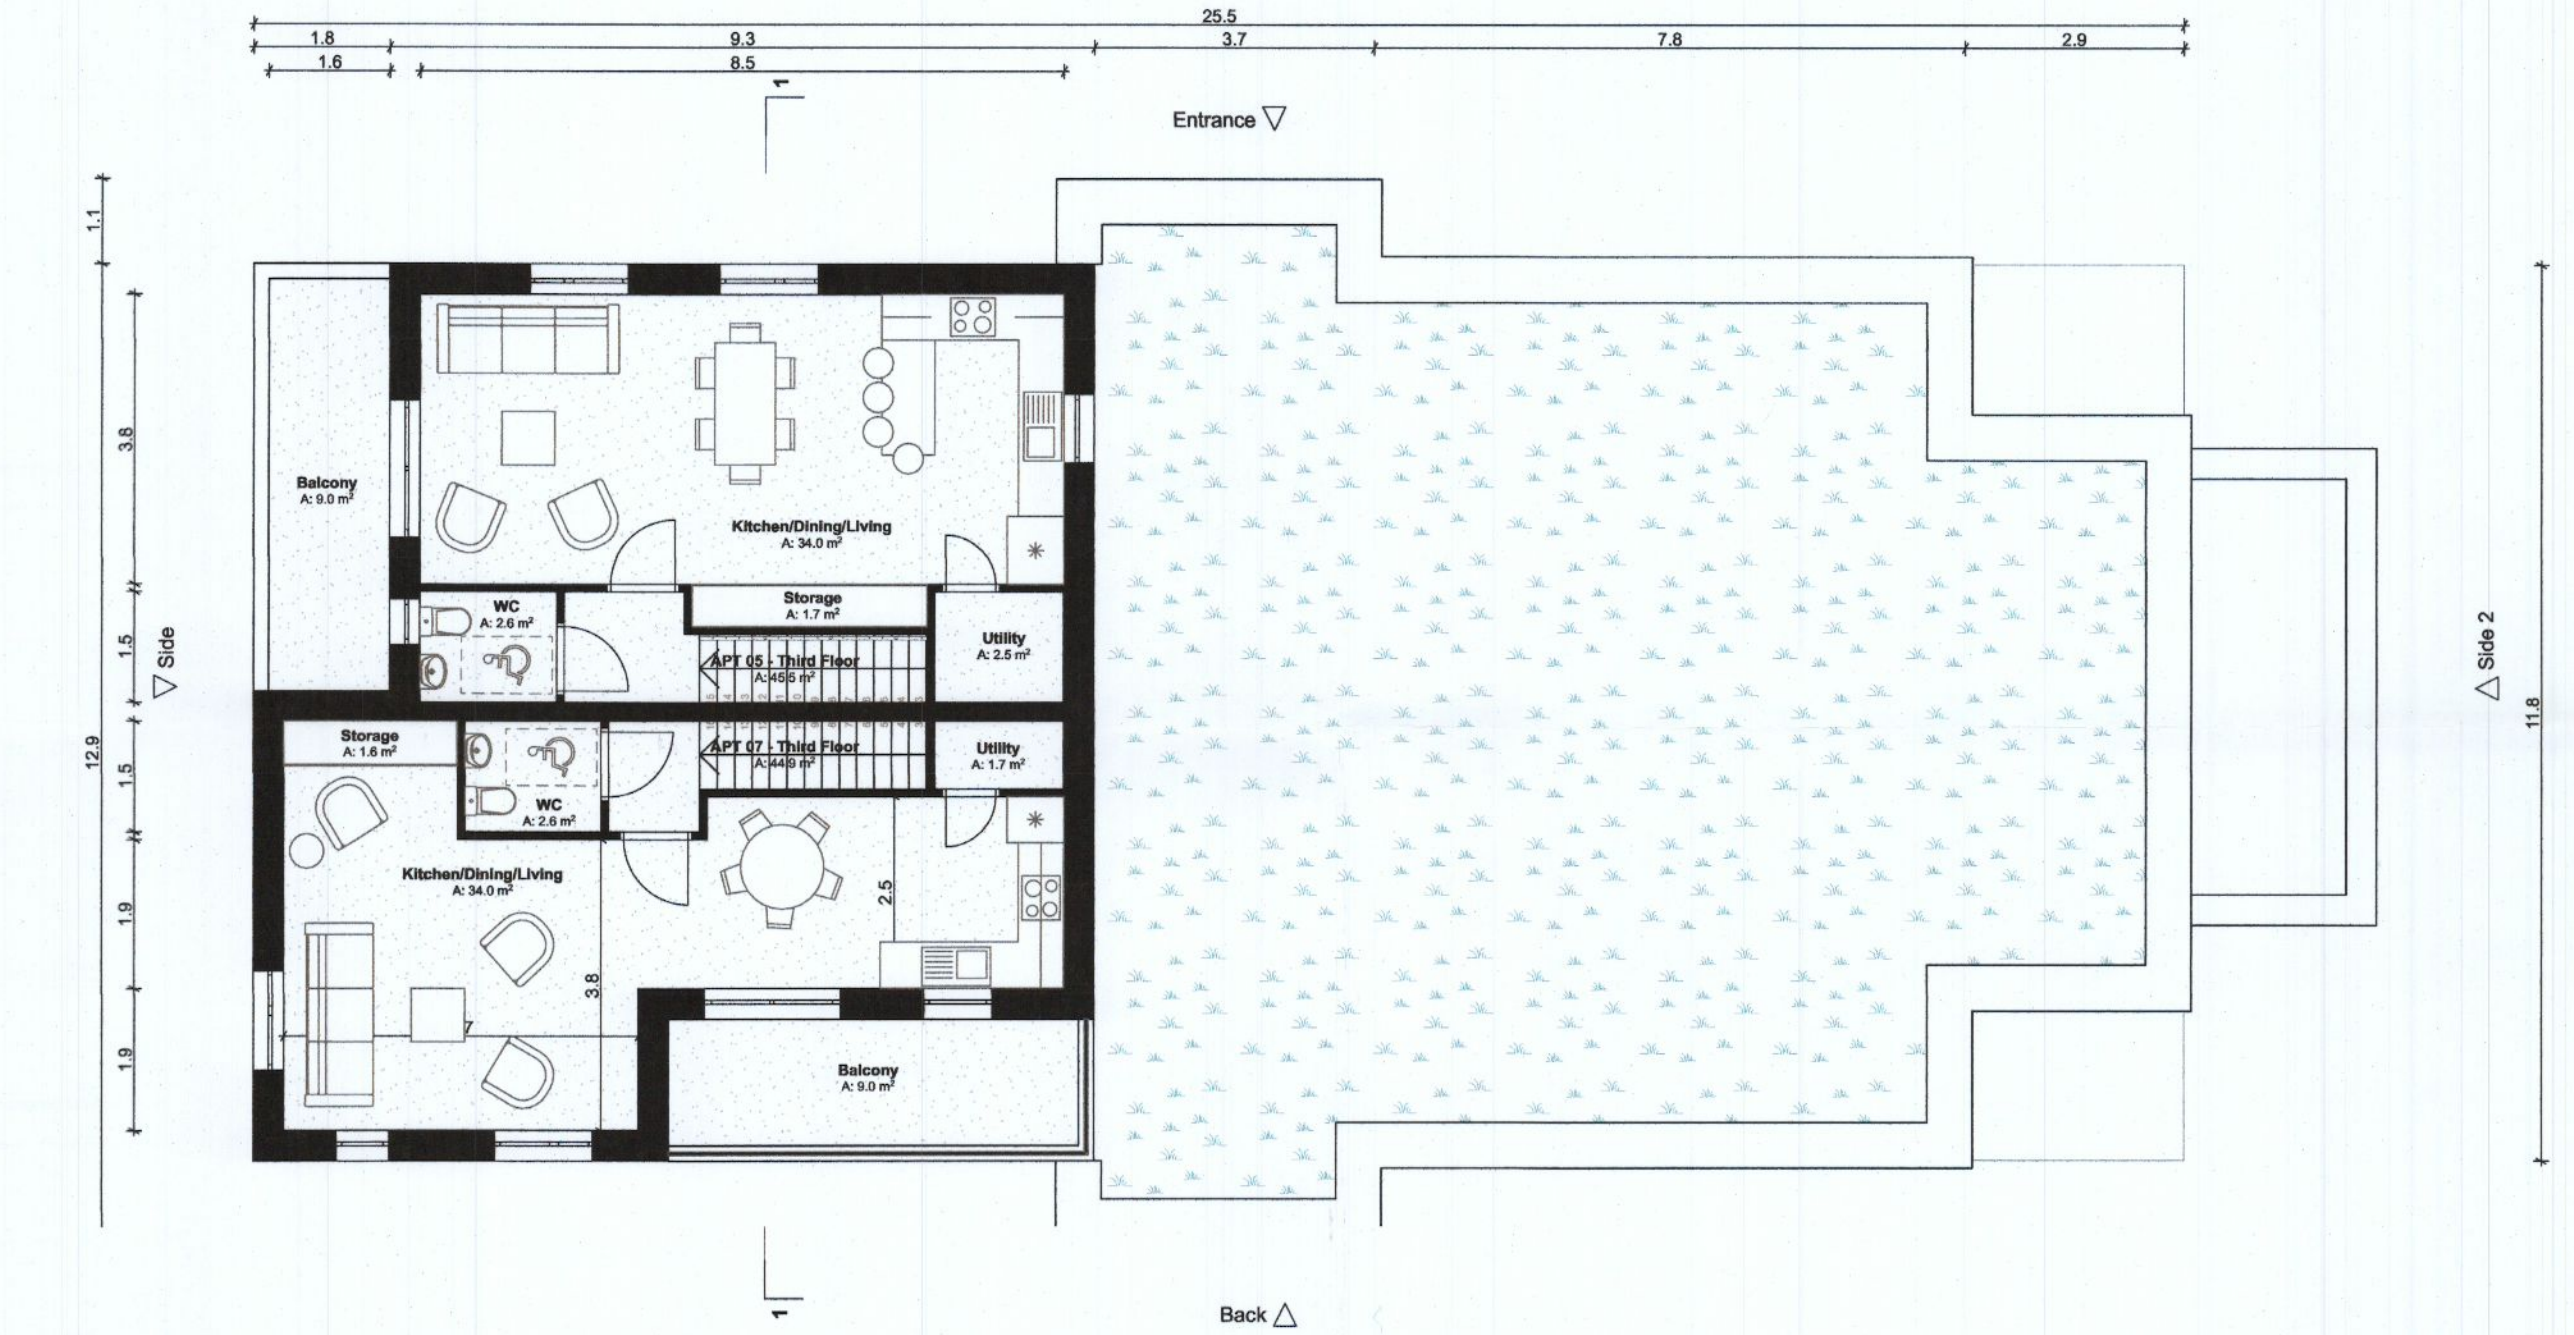 25.5
1.8 9.3 3.7 7.8 2.9
1.6 8.5
1
Entrance
1.1
3.8
Balcony
A: 9.0 m²
Kitchen/Dining/Living
A: 34.0 m²
Storage
A: 1.7 m²
WC
A: 2.6 m²
Utility
A: 2.5 m²
1.5
Side
APT 05 - Third Floor
A: 45.5 m²
Side 2
11.8
12.9
Storage
A: 1.6 m²
APT 07 - Third Floor
A: 44.9 m²
Utility
A: 1.7 m²
1.5
WC
A: 2.6 m²
Kitchen/Dining/Living
A: 34.0 m²
2.5
1.9
3.8
7
1.9
Balcony
A: 9.0 m²
1
Back